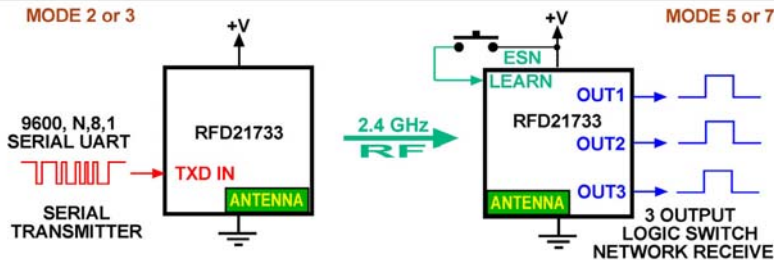 MODE 2 or 3
MODE 5 or 7
+V
+V
ESN
LEARN
OUT1
9600, N,8,1
SERIAL UART
RFD21733
2.4 GHz
RF
RFD21733
OUT2
TXD IN
ANTENNA
ANTENNA
OUT3
SERIAL
TRANSMITTER
3 OUTPUT
LOGIC SWITCH
NETWORK RECEIVE